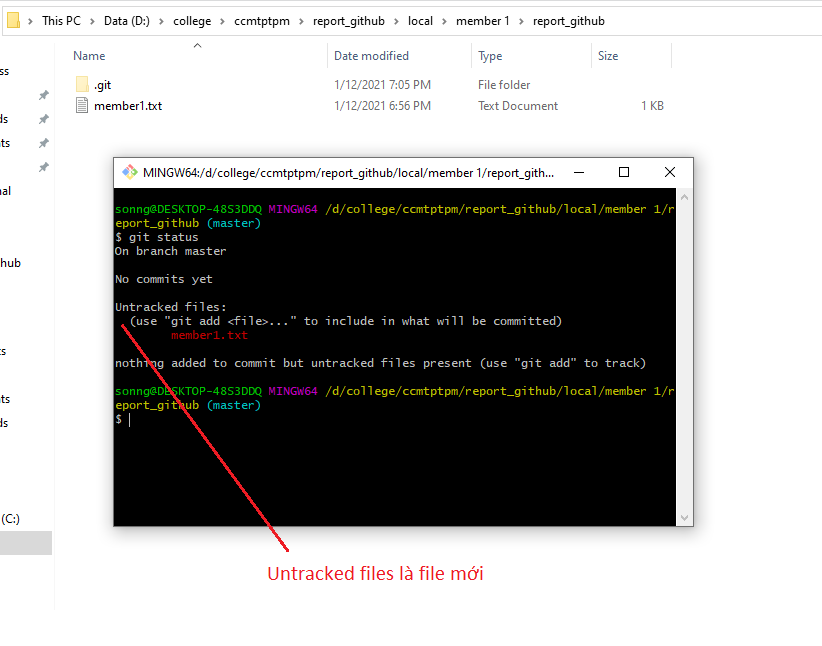 This PC > Data (D:) > college > ccmtptpm > report_github > local > member 1 > report_github
Name Date modified Type Size
.git 1/12/2021 7:05 PM File folder
member1.txt 1/12/2021 6:56 PM Text Document 1 KB
ss
ds
ts
nal
hub
s
ts
ds
(C:)
MINGW64:/d/college/ccmtptpm/report_github/local/member 1/report_gith...
sonng@DESKTOP-48S3DDQ MINGW64 /d/college/ccmtptpm/report_github/local/member 1/r
eport_github (master)
$ git status
On branch master
No commits yet
Untracked files:
(use "git add <file>..." to include in what will be committed)
member1.txt
nothing added to commit but untracked files present (use "git add" to track)
sonng@DESKTOP-48S3DDQ MINGW64 /d/college/ccmtptpm/report_github/local/member 1/r
eport_github (master)
$
Untracked files là file mới